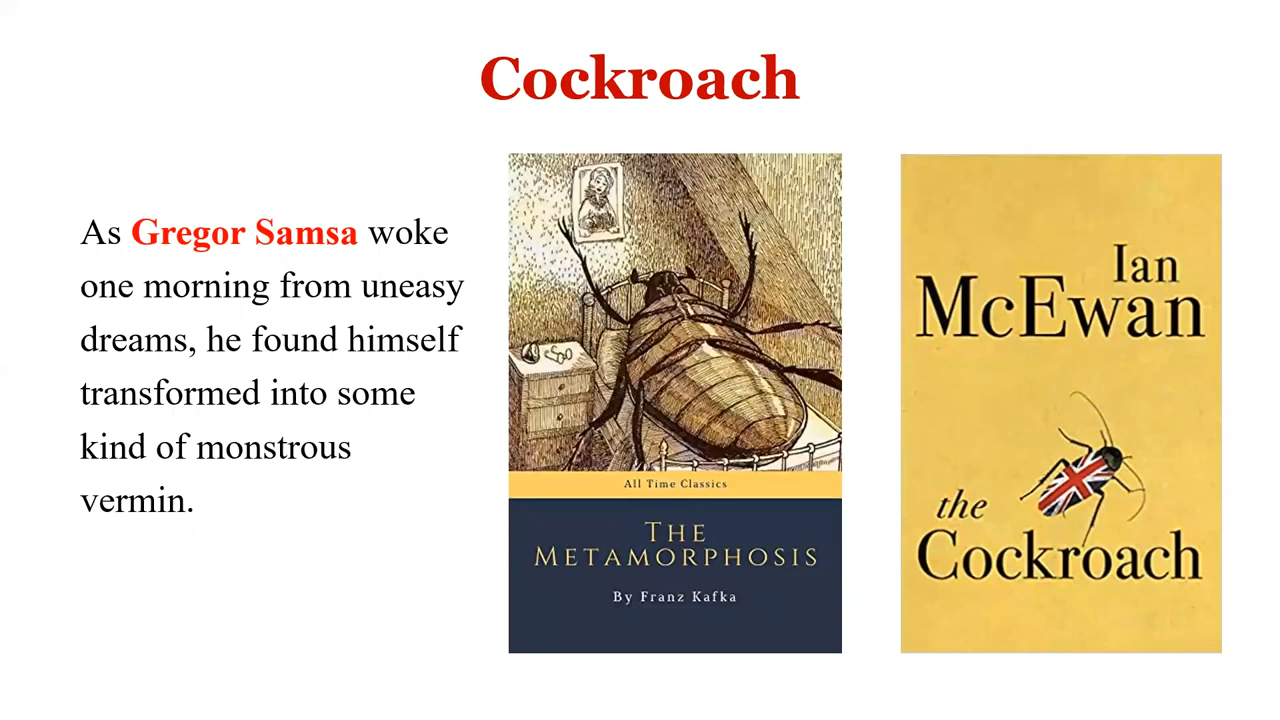 Cockroach
As Gregor Samsa woke
one morning from uneasy
dreams, he found himself
transformed into some
kind of monstrous
vermin.
All Time Classics
THE
METAMORPHOSIS
By Franz Kafka
Ian
McEwan
the
Cockroach